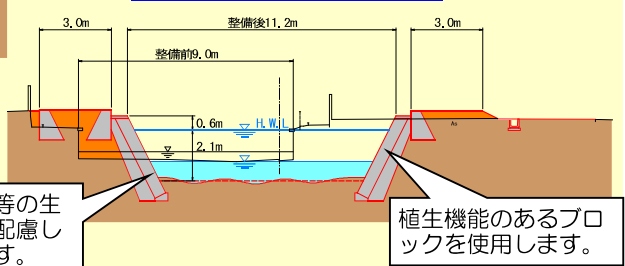 3.0m
整備後11.2m
3.0m
整備前9.0m
0.6m
H.W.L
2.1m
As
等の生
配慮し
す。
植生機能のあるブロ
ックを使用します。